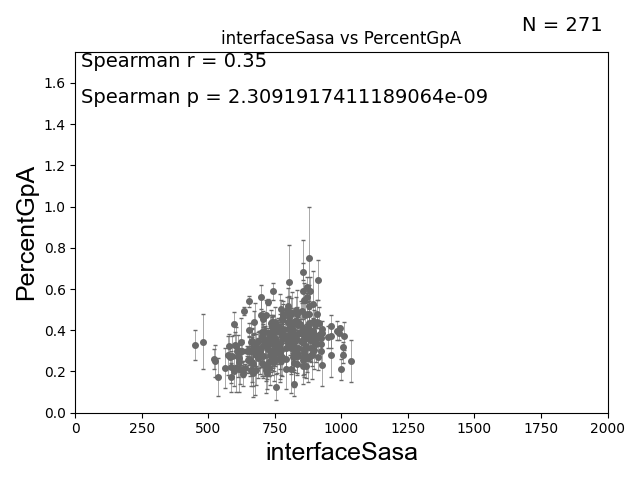 N = 271
interfaceSasa vs PercentGpA
Spearman r = 0.35
Spearman p = 2.3091917411189064e-09
PercentGpA
1.6
1.4
1.2
1.0
0.8
0.6
0.4
0.2
0.0
0 250 500 750 1000 1250 1500 1750 2000
interfaceSasa